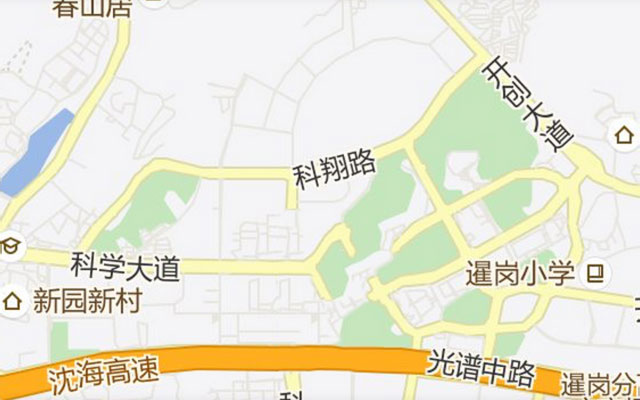 春山居
开创大道
科翔路
科学大道
暹岗小学
新园新村
光谱中路
沈海高速
暹岗分
科